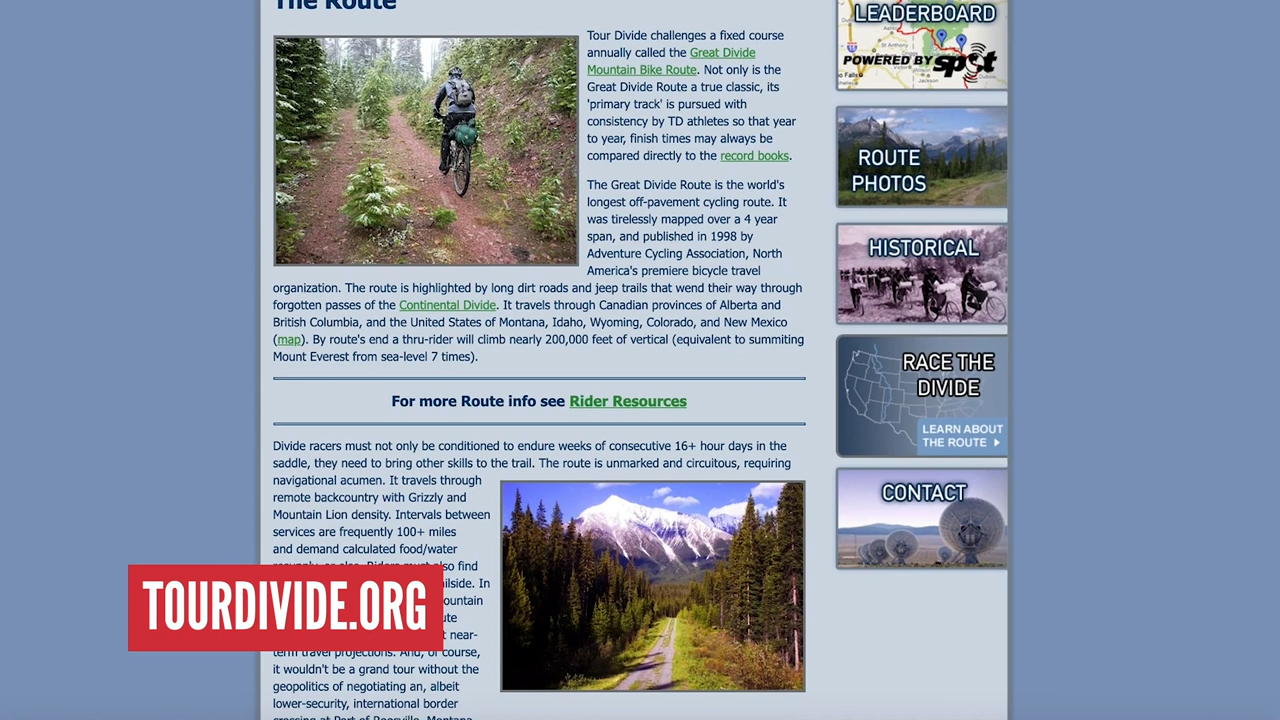 The Route
Tour Divide challenges a fixed course
annually called the Great Divide
Mountain Bike Route. Not only is the
Great Divide Route a true classic, its
'primary track' is pursued with
consistency by TD athletes so that year
to year, finish times may always be
compared directly to the record books.
The Great Divide Route is the world's
longest off-pavement cycling route. It
was tirelessly mapped over a 4 year
span, and published in 1998 by
Adventure Cycling Association, North
America's premiere bicycle travel
organization. The route is highlighted by long dirt roads and jeep trails that wend their way through
forgotten passes of the Continental Divide. It travels through Canadian provinces of Alberta and
British Columbia, and the United States of Montana, Idaho, Wyoming, Colorado, and New Mexico
(map). By route's end a thru-rider will climb nearly 200,000 feet of vertical (equivalent to summiting
Mount Everest from sea-level 7 times).
For more Route info see Rider Resources
Divide racers must not only be conditioned to endure weeks of consecutive 16+ hour days in the
saddle, they need to bring other skills to the trail. The route is unmarked and circuitous, requiring
navigational acumen. It travels through
remote backcountry with Grizzly and
Mountain Lion density. Intervals between
services are frequently 100+ miles
and demand calculated food/water
also find
In
near-
term travel projections. And, of course,
it wouldn't be a grand tour without the
geopolitics of negotiating an, albeit
lower-security, international border
crossing at Port of Roosville, Montana
TOURDIVIDE.ORG
LEADERBOARD
POWERED BY spot
St Anthony
Jackson
ROUTE
PHOTOS
HISTORICAL
RACE THE
DIVIDE
LEARN ABOUT
THE ROUTE
CONTACT